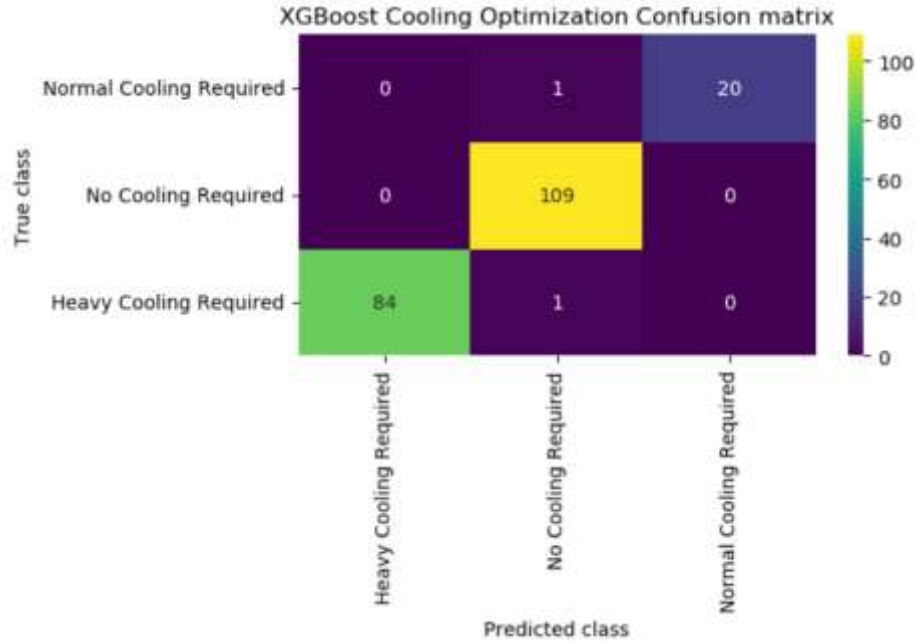 XGBoost Cooling Optimization Confusion matrix
True class
Normal Cooling Required
0 1 20
No Cooling Required
0 109 0
Heavy Cooling Required
84 1 0
100
80
60
40
20
0
Heavy Cooling Required
No Cooling Required
Normal Cooling Required
Predicted class